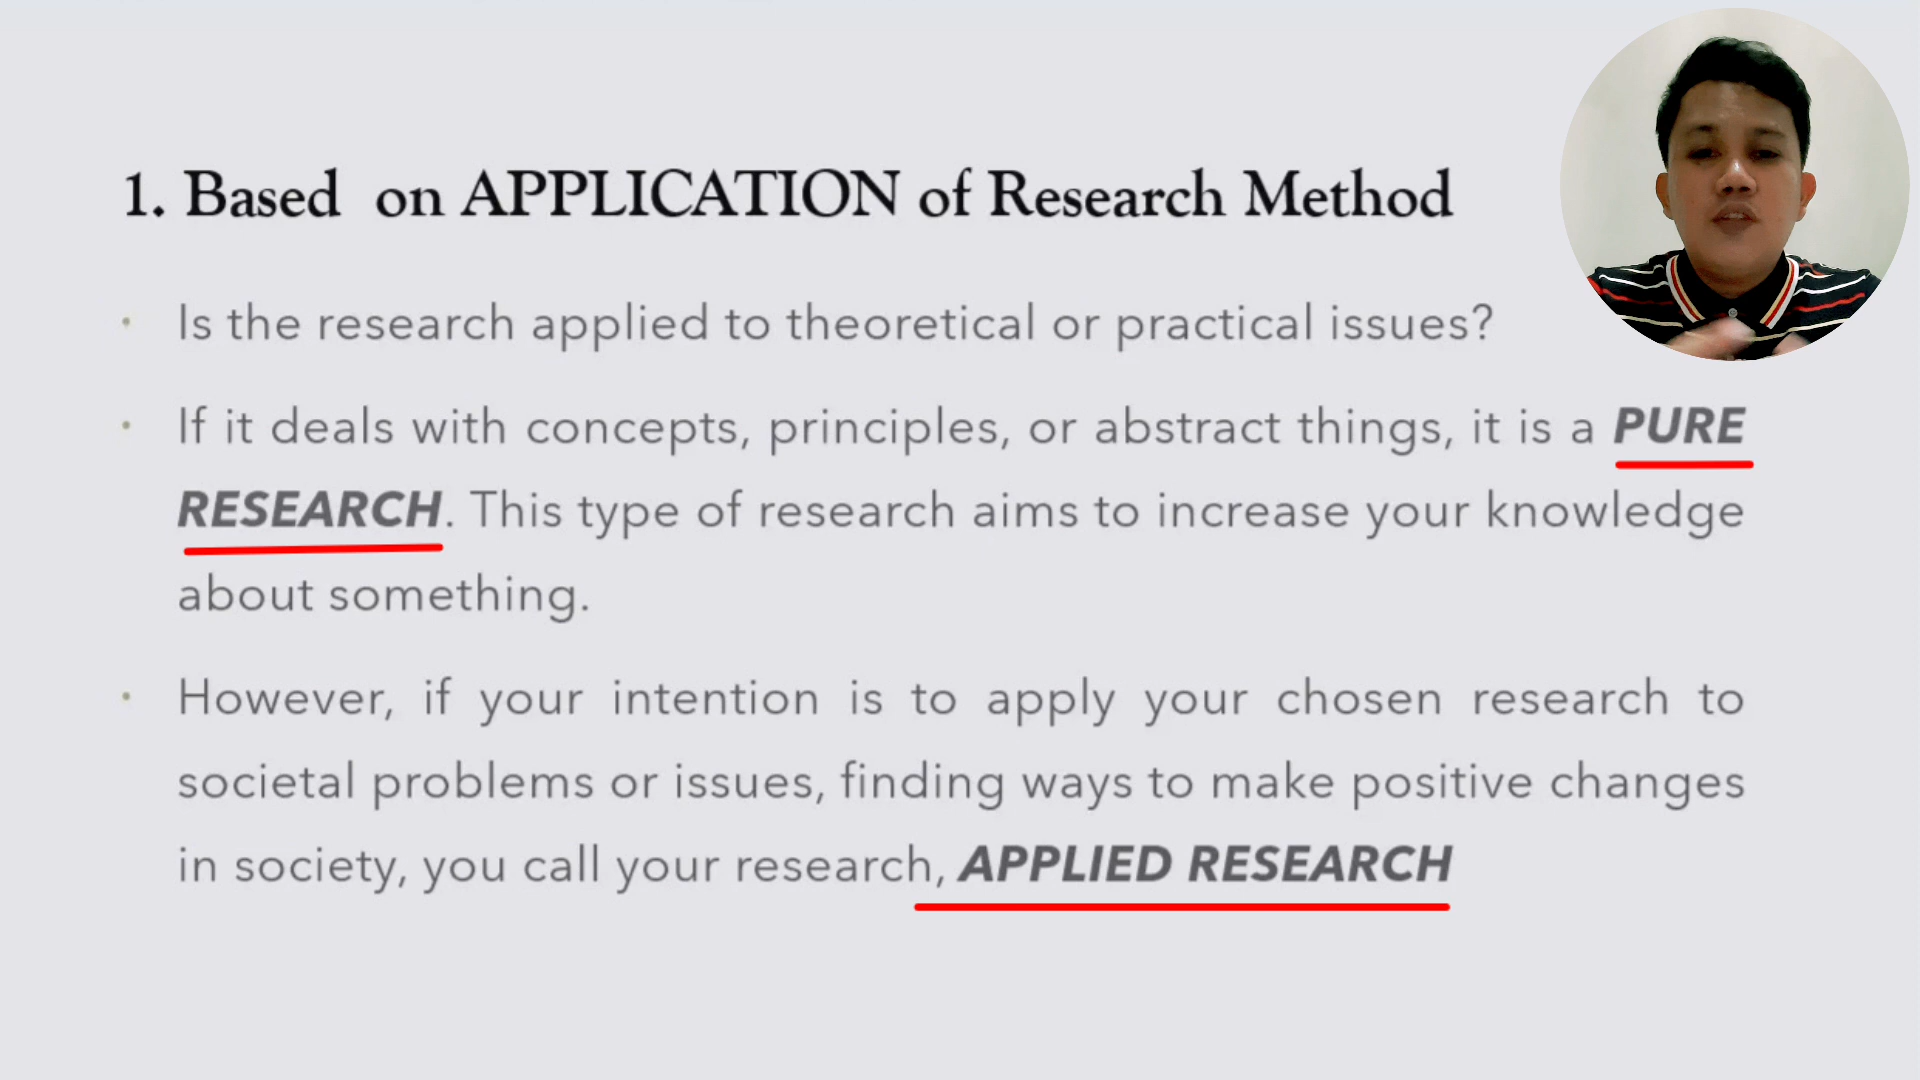 1. Based on APPLICATION of Research Method
• Is the research applied to theoretical or practical issues?
• If it deals with concepts, principles, or abstract things, it is a PURE
RESEARCH. This type of research aims to increase your knowledge
about something.
• However, if your intention is to apply your chosen research to
societal problems or issues, finding ways to make positive changes
in society, you call your research, APPLIED RESEARCH